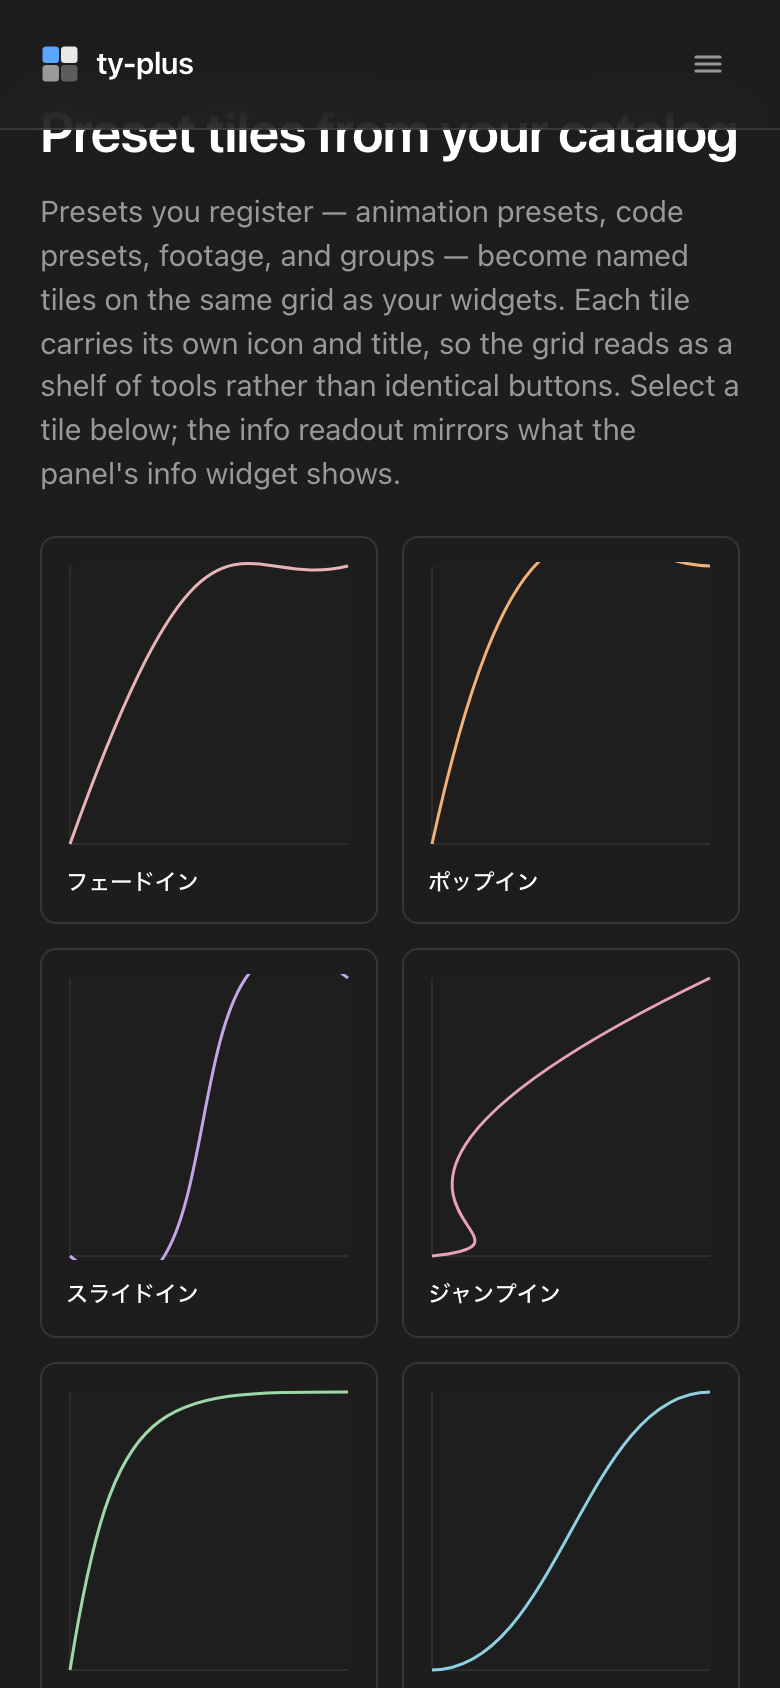 ty-plus
Preset tiles from your catalog
Presets you register — animation presets, code
presets, footage, and groups — become named
tiles on the same grid as your widgets. Each tile
carries its own icon and title, so the grid reads as a
shelf of tools rather than identical buttons. Select a
tile below; the info readout mirrors what the
panel's info widget shows.
フェードイン
ポップイン
スライドイン
ジャンプイン